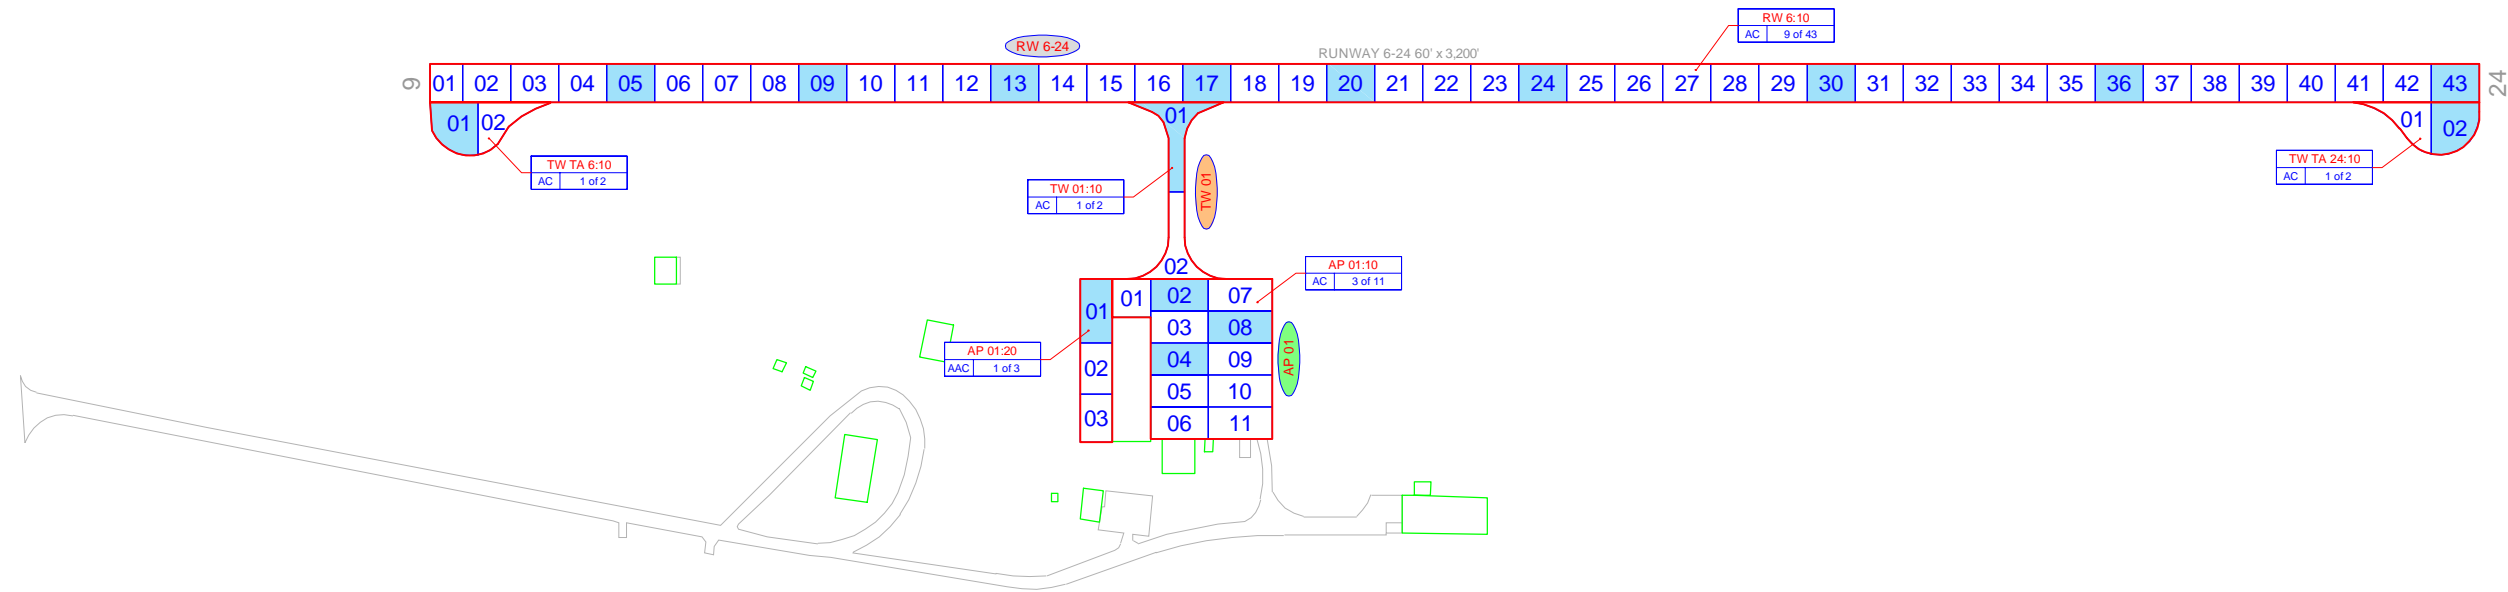 RW 6:10
AC 9 of 43
RW 6-24
RUNWAY 6-24 60' x 3,200'
6 01 02 03 04 05 06 07 08 09 10 11 12 13 14 15 16 17 18 19 20 21 22 23 24 25 26 27 28 29 30 31 32 33 34 35 36 37 38 39 40 41 42 43 24
01 02
01
01 02
TW TA 6:10
AC 1 of 2
TW TA 24:10
AC 1 of 2
TW 01:10
AC 1 of 2
TW 01
02
AP 01:10
AC 3 of 11
01 01 02 07
03 08
AP 01:20
AAC 1 of 3
AP 01
02 04 09
05 10
03 06 11